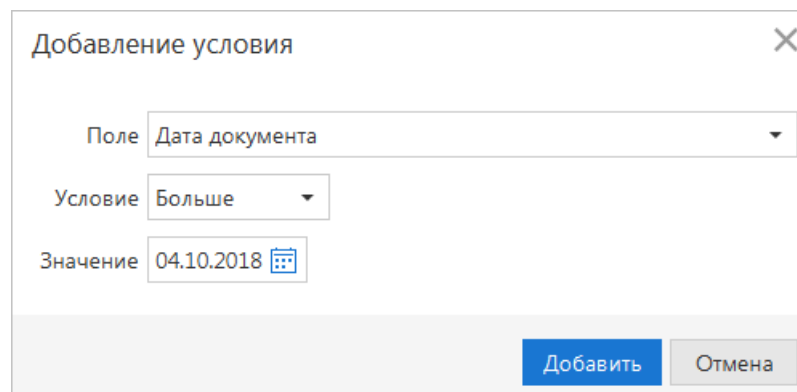 Добавление условия
Поле Дата документа
Условие Больше
Значение 04.10.2018
Добавить Отмена